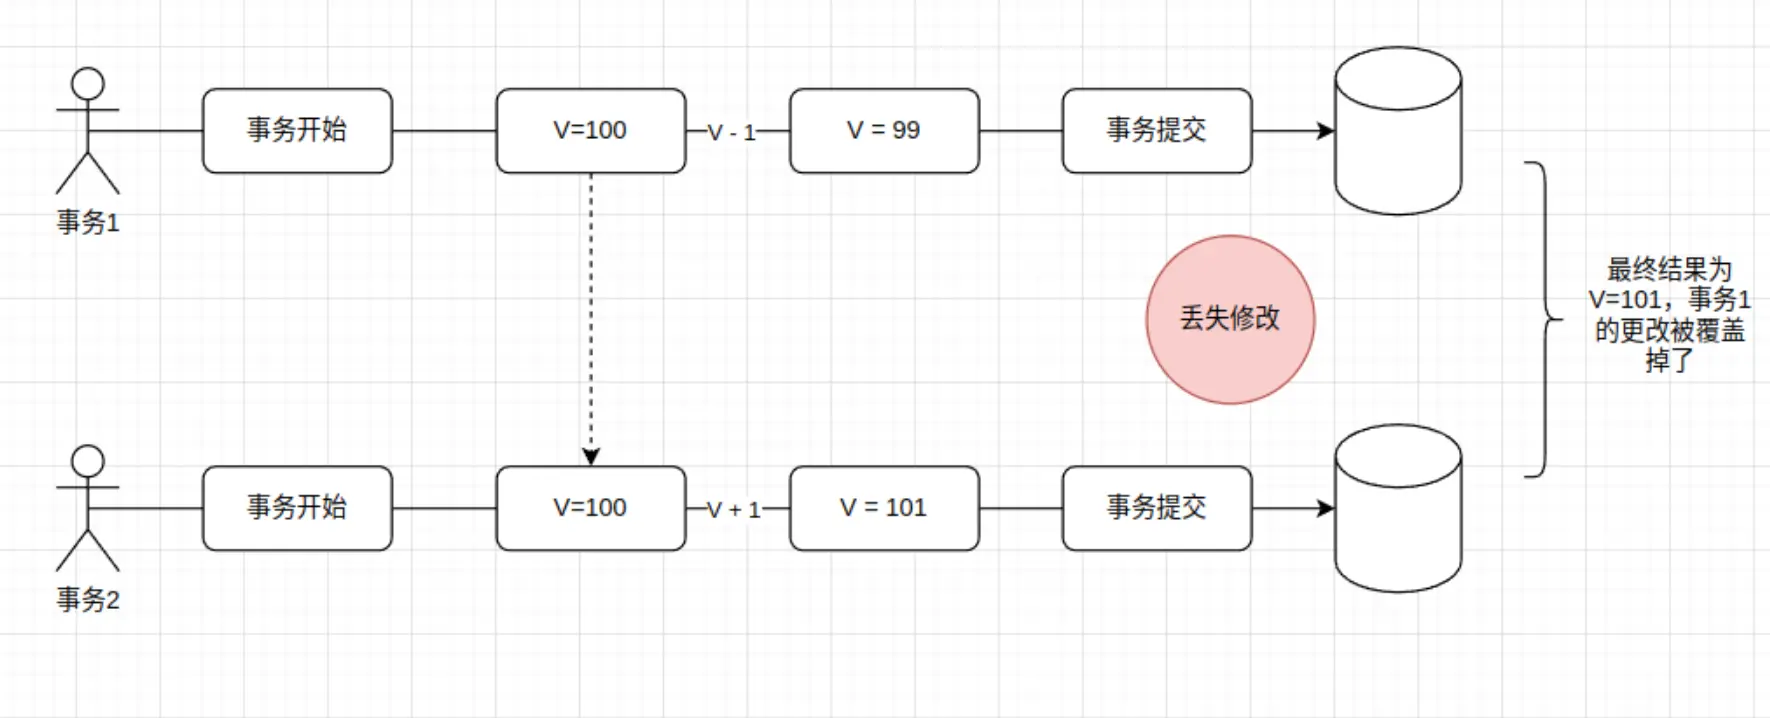 事务开始
V=100
V - 1
V = 99
事务提交
事务1
丢失修改
最终结果为
V=101，事务1
的更改被覆盖
掉了
事务开始
V=100
V + 1
V = 101
事务提交
事务2